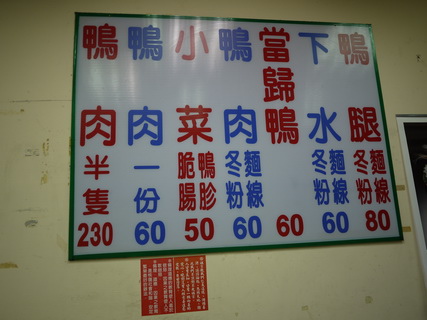 鴨腿
麵線
冬粉
80
下水
麵線
冬粉
60
當歸鴨
60
鴨肉
麵線
冬粉
60
小菜
鴨胗
脆腸
50
鴨肉
一份
60
鴨肉
半隻
230